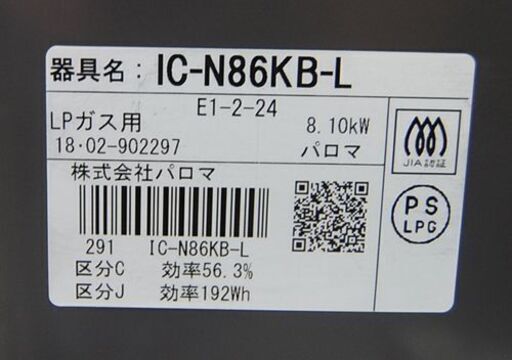 器具名： IC-N86KB-L
E1-2-24
LPガス用 8.10kW
18・02-902297 パロマ
JIA認証
株式会社パロマ
PS
LPG
291 IC-N86KB-L
区分C 効率56.3%
区分J 効率192Wh